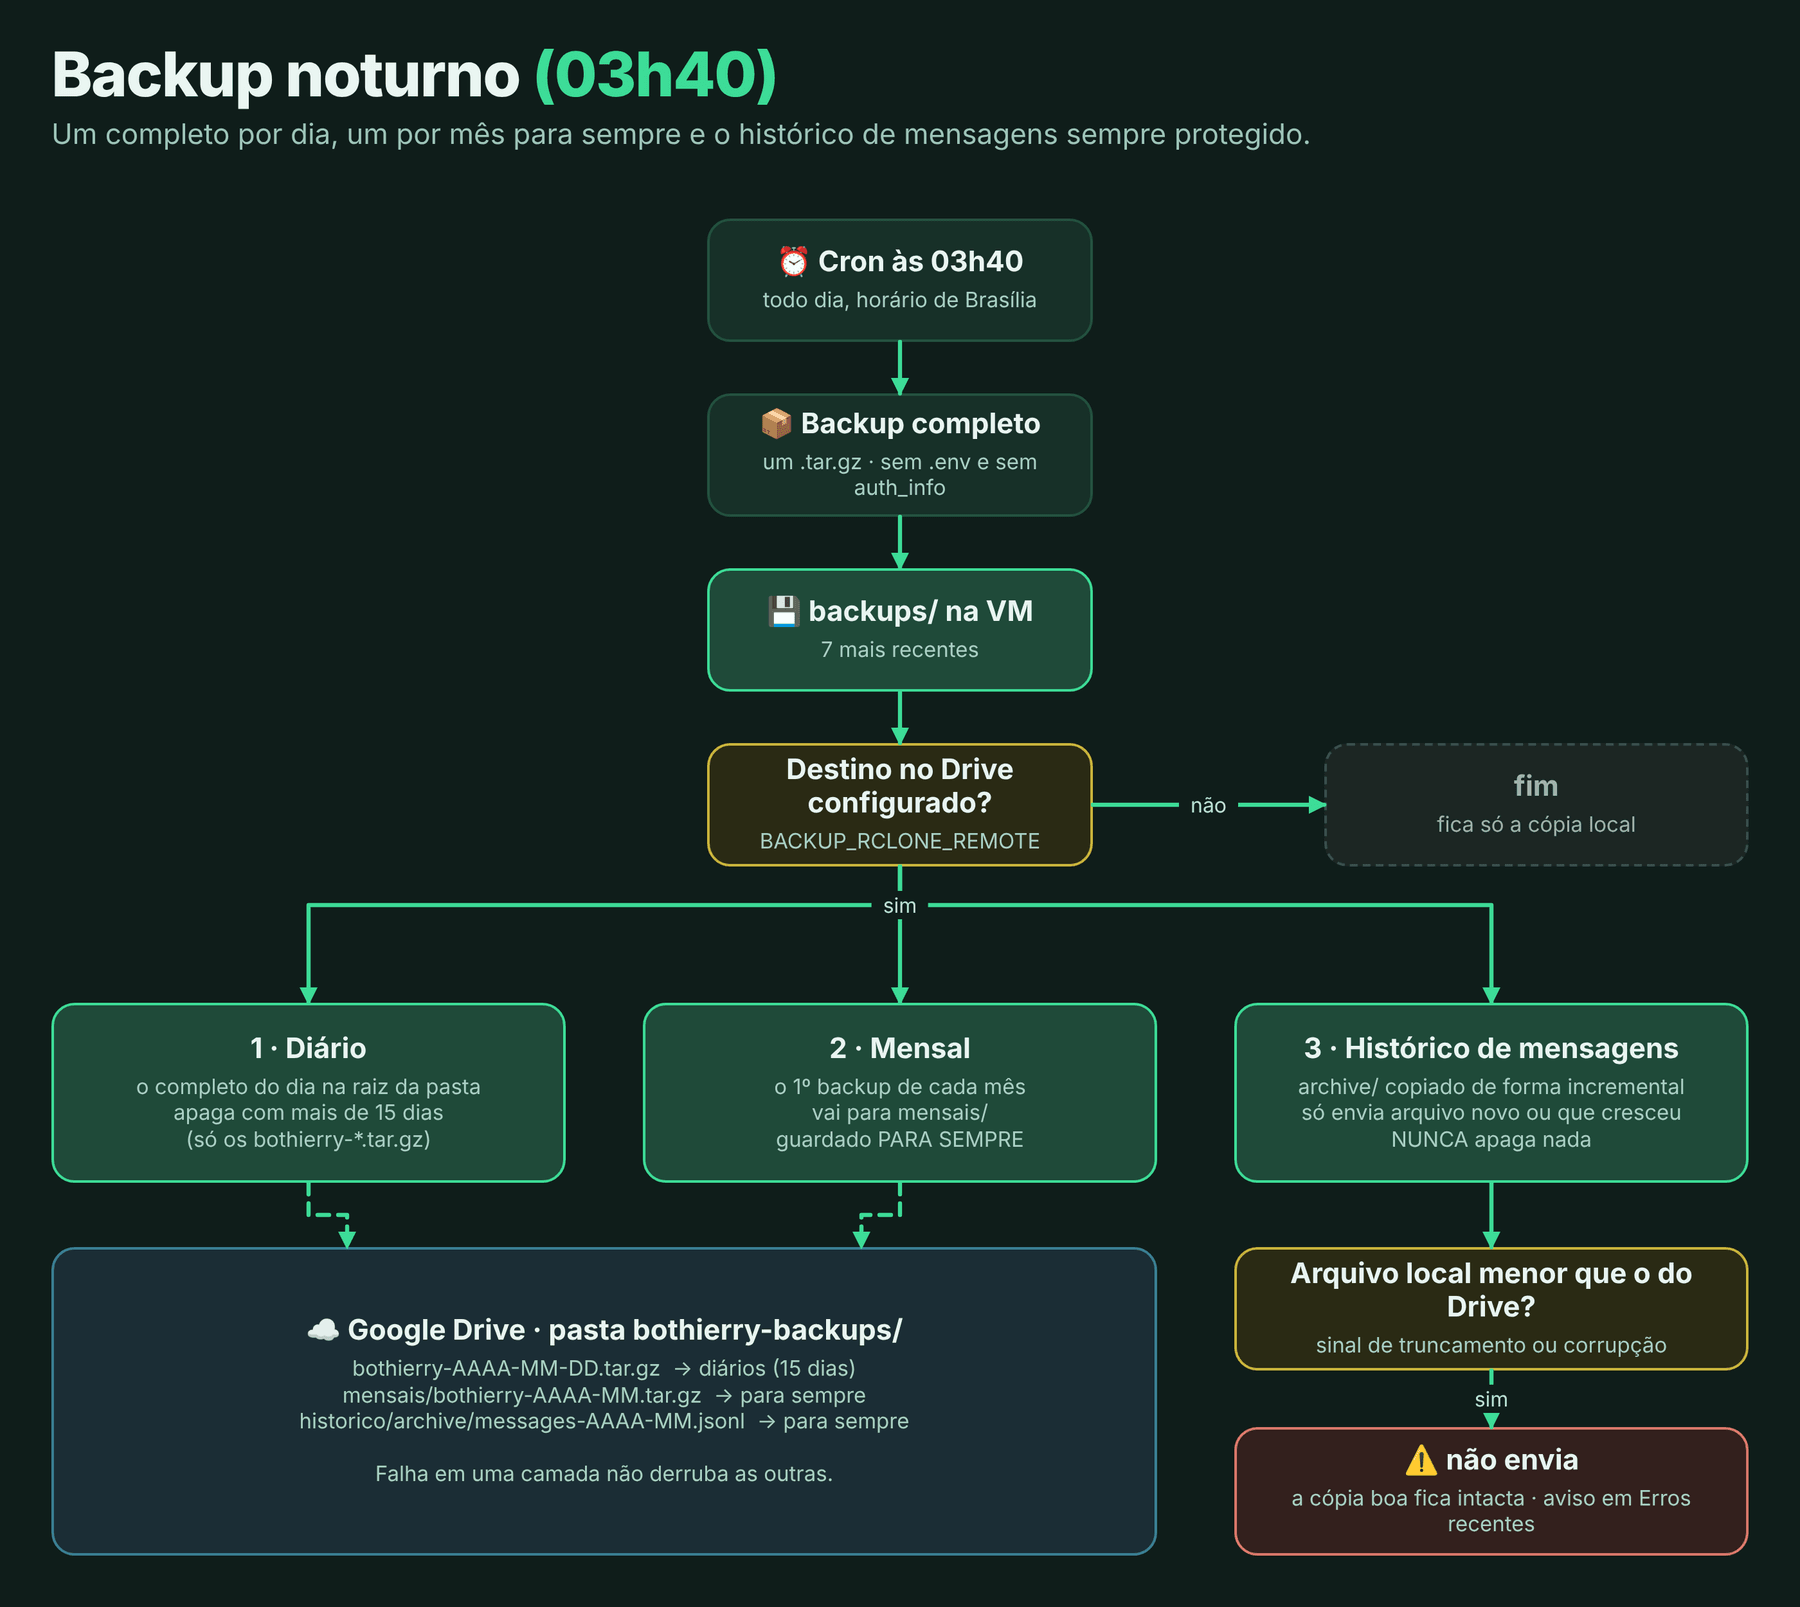 Backup noturno (03h40)
Um completo por dia, um por mês para sempre e o histórico de mensagens sempre protegido.
⏰ Cron às 03h40
todo dia, horário de Brasília
📦 Backup completo
um .tar.gz · sem .env e sem
auth_info
💾 backups/ na VM
7 mais recentes
Destino no Drive
configurado?
BACKUP_RCLONE_REMOTE
não
fim
fica só a cópia local
sim
1 · Diário
o completo do dia na raiz da pasta
apaga com mais de 15 dias
(só os bothierry-*.tar.gz)
2 · Mensal
o 1º backup de cada mês
vai para mensais/
guardado PARA SEMPRE
3 · Histórico de mensagens
archive/ copiado de forma incremental
só envia arquivo novo ou que cresceu
NUNCA apaga nada
☁️ Google Drive · pasta bothierry-backups/
bothierry-AAAA-MM-DD.tar.gz → diários (15 dias)
mensais/bothierry-AAAA-MM.tar.gz → para sempre
historico/archive/messages-AAAA-MM.jsonl → para sempre
Falha em uma camada não derruba as outras.
Arquivo local menor que o do
Drive?
sinal de truncamento ou corrupção
sim
⚠️ não envia
a cópia boa fica intacta · aviso em Erros
recentes